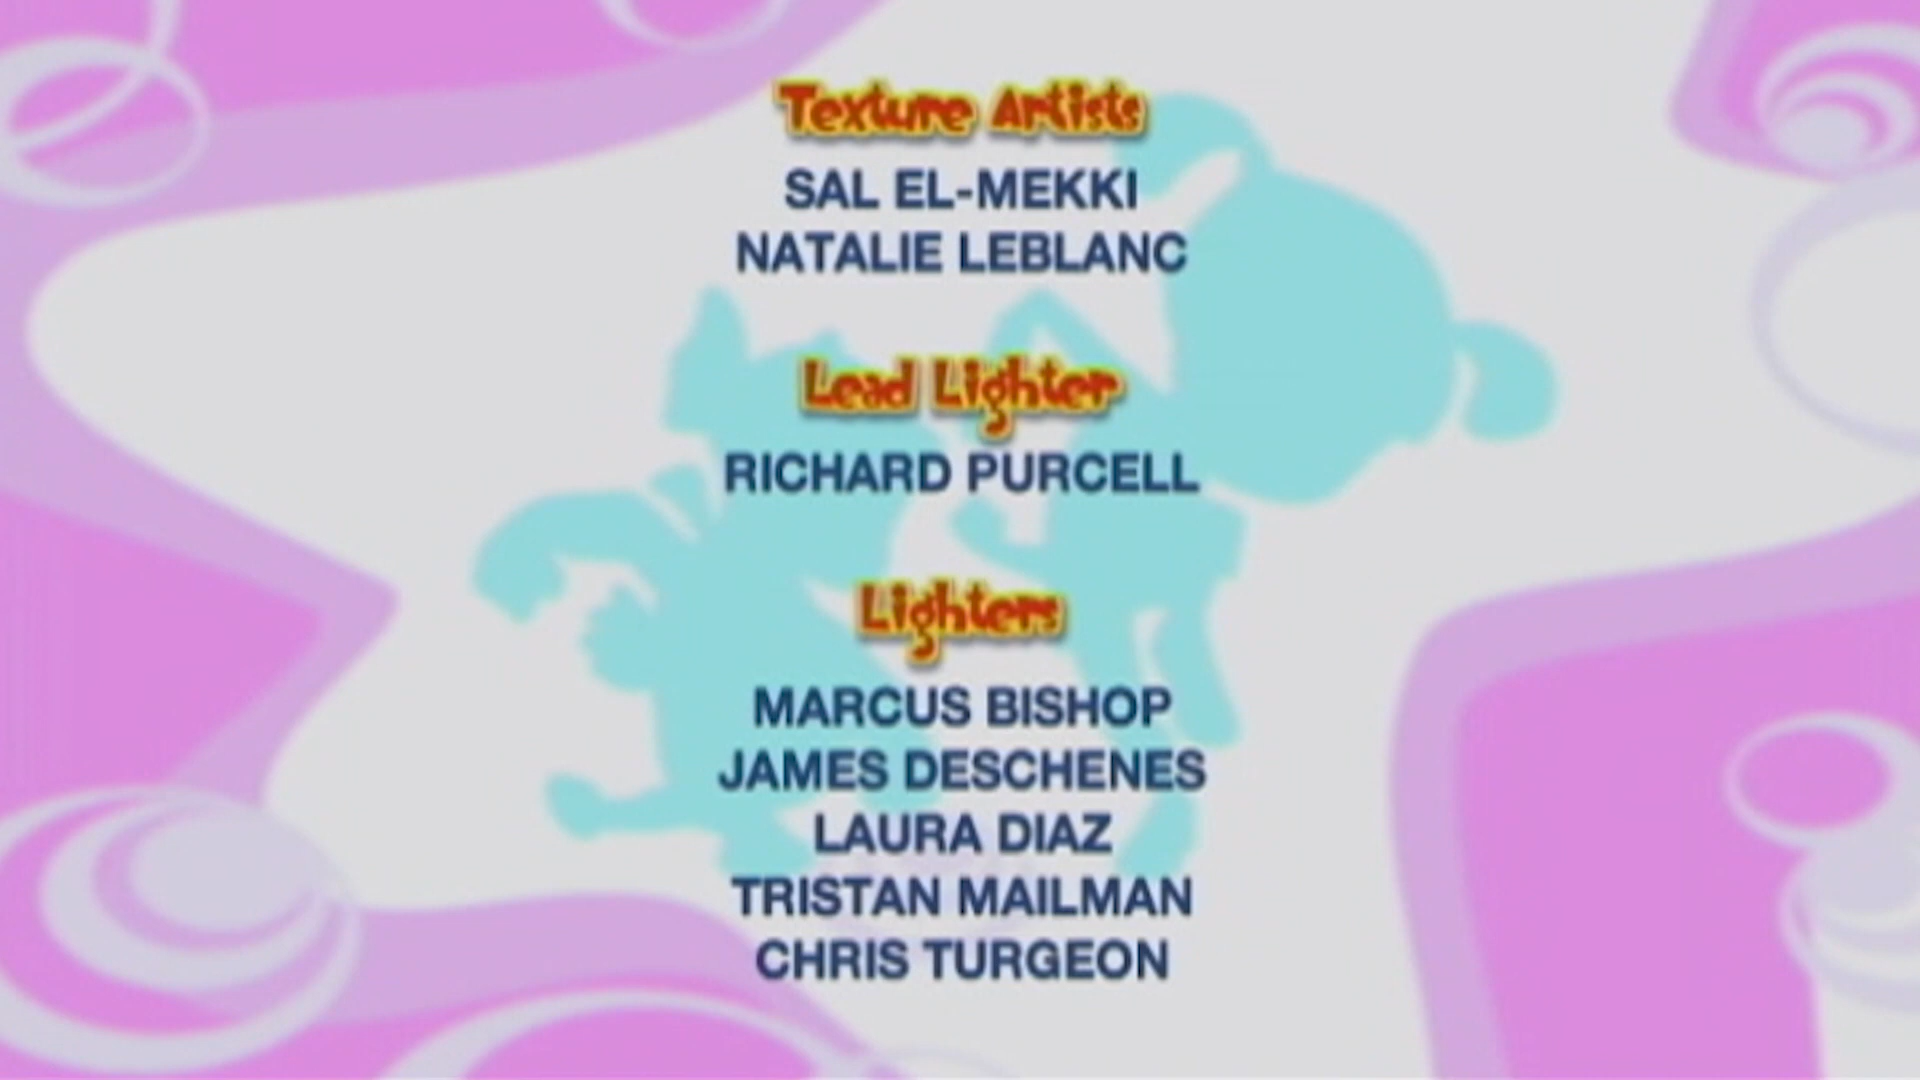 Texture Artists
SAL EL-MEKKI
NATALIE LEBLANC
Lead Lighter
RICHARD PURCELL
Lighters
MARCUS BISHOP
JAMES DESCHENES
LAURA DIAZ
TRISTAN MAILMAN
CHRIS TURGEON